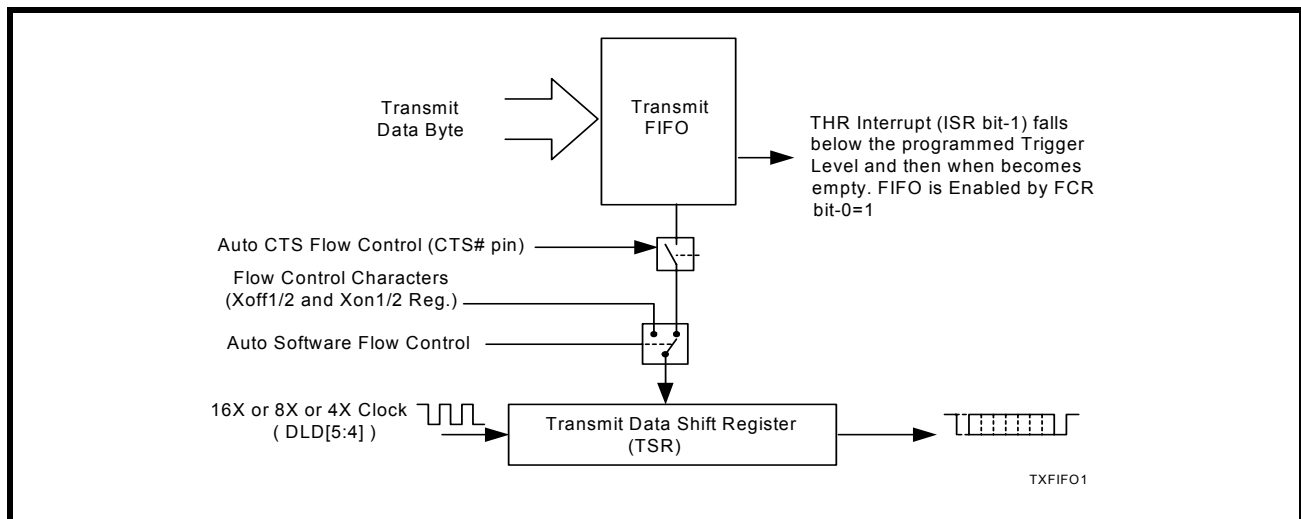 Transmit
Data Byte
Transmit
FIFO
THR Interrupt (ISR bit-1) falls
below the programmed Trigger
Level and then when becomes
empty. FIFO is Enabled by FCR
bit-0=1
Auto CTS Flow Control (CTS# pin)
Flow Control Characters
(Xoff1/2 and Xon1/2 Reg.)
Auto Software Flow Control
16X or 8X or 4X Clock
( DLD[5:4] )
Transmit Data Shift Register
(TSR)
TXFIFO1